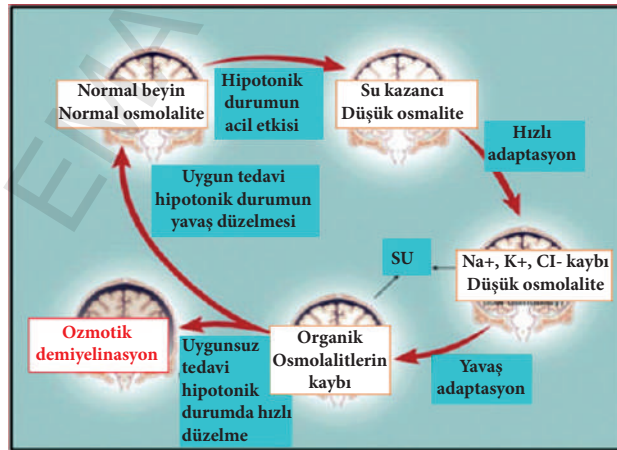 Normal beyin
Normal osmolalite
Hipotonik
durumun
acil etkisi
Su kazancı
Düşük osmalite
Hızlı
adaptasyon
Uygun tedavi
hipotonik durumun
yavaş düzelmesi
SU
Na+, K+, CI- kaybı
Düşük osmolalite
Ozmotik
demiyelinasyon
Uygunsuz
tedavi
hipotonik
durumda hızlı
düzelme
Organik
Osmolalitlerin
kaybı
Yavaş
adaptasyon